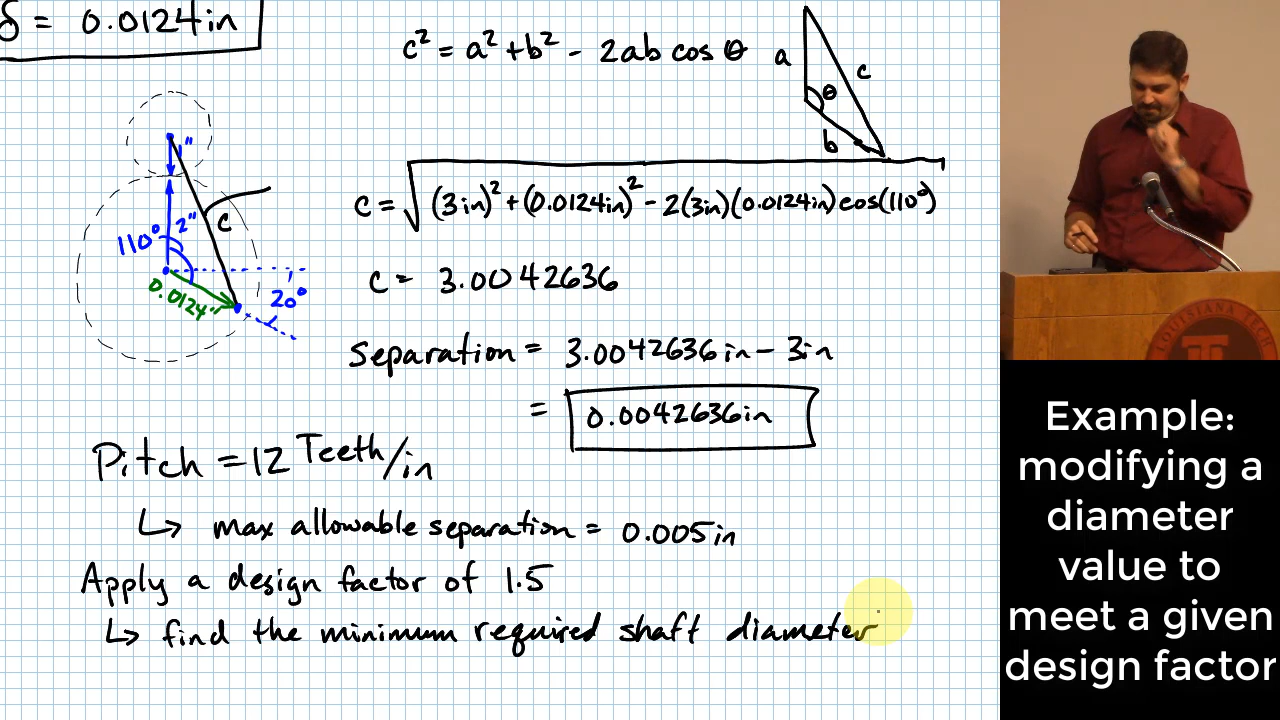 δ = 0.0124in
c² = a² + b² - 2ab cos θ
a
c
θ
b
1"
2"
c
110°
0.0124"
20°
c = √((3in)² + (0.0124in)² - 2(3in)(0.0124in)cos(110°))
c = 3.0042636
separation = 3.0042636in - 3in
= 0.0042636in
Pitch = 12 Teeth/in
↳ max allowable separation = 0.005in
Apply a design factor of 1.5
↳ find the minimum required shaft diameter
LOUISIANA TECH
Example:
modifying a
diameter
value to
meet a given
design factor